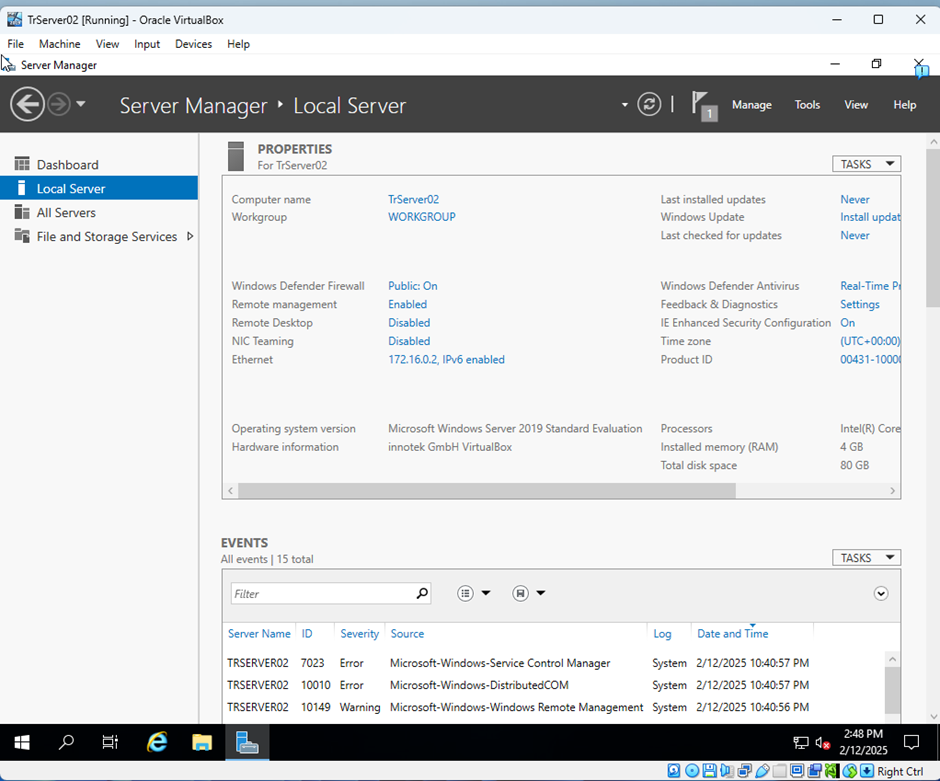 TrServer02 [Running] - Oracle VirtualBox
File Machine View Input Devices Help
Server Manager
Server Manager Local Server
1 Manage Tools View Help
Dashboard
Local Server
All Servers
File and Storage Services
PROPERTIES
For TrServer02
TASKS
Computer name TrServer02 Last installed updates Never
Workgroup WORKGROUP Windows Update Install updat
Last checked for updates Never
Windows Defender Firewall Public: On Windows Defender Antivirus Real-Time Pr
Remote management Enabled Feedback & Diagnostics Settings
Remote Desktop Disabled IE Enhanced Security Configuration On
NIC Teaming Disabled Time zone (UTC+00:00)
Ethernet 172.16.0.2, IPv6 enabled Product ID 00431-10000
Operating system version Microsoft Windows Server 2019 Standard Evaluation Processors Intel(R) Core
Hardware information innotek GmbH VirtualBox Installed memory (RAM) 4 GB
Total disk space 80 GB
EVENTS
All events | 15 total
TASKS
Filter
Server Name ID Severity Source Log Date and Time
TRSERVER02 7023 Error Microsoft-Windows-Service Control Manager System 2/12/2025 10:40:57 PM
TRSERVER02 10010 Error Microsoft-Windows-DistributedCOM System 2/12/2025 10:40:57 PM
TRSERVER02 10149 Warning Microsoft-Windows-Windows Remote Management System 2/12/2025 10:40:56 PM
2:48 PM
2/12/2025
Right Ctrl